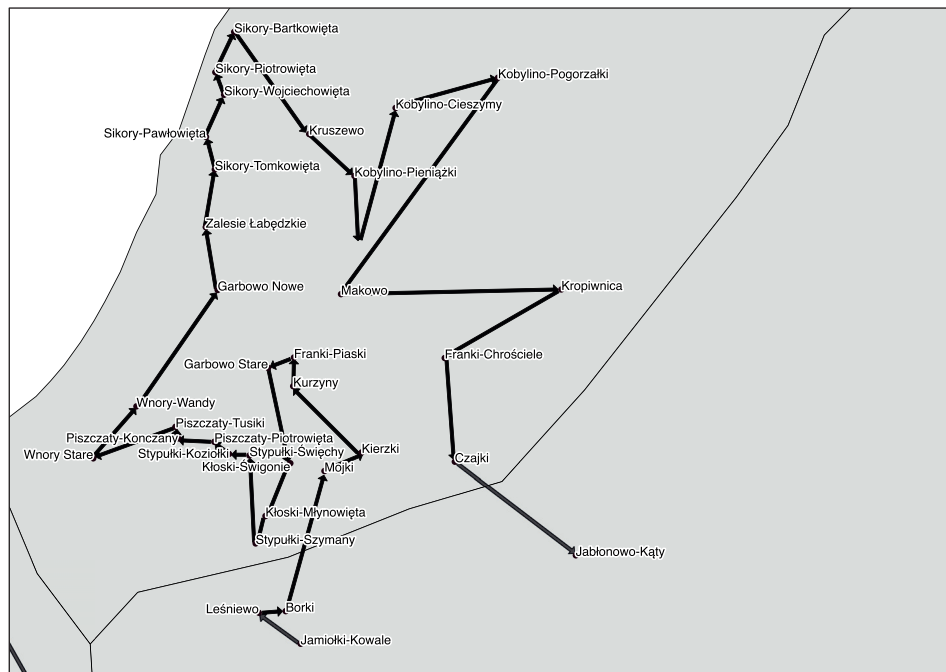 Sikory-Bartkowięta
Sikory-Piotrowięta
Kobylino-Pogorzałki
Sikory-Wojciechowięta
Kobylino-Cieszymy
Sikory-Pawłowięta
Kruszewo
Sikory-Tomkowięta
Kobylino-Pieniążki
Zalesie Łabędzkie
Garbowo Nowe
Makowo
Kropiwnica
Franki-Piaski
Franki-Chrościele
Garbowo Stare
Kurzyny
Wnory-Wandy
Piszczaty-Tusiki
Piszczaty-Konczany
Piszczaty-Piotrowięta
Kierzki
Wnory Stare
Stypułki-Koziołki
Stypułki-Święchy
Czajki
Kłoski-Świgonie
Mojki
Kłoski-Młynowięta
Stypułki-Szymany
Jabłonowo-Kąty
Leśniewo
Borki
Jamiołki-Kowale